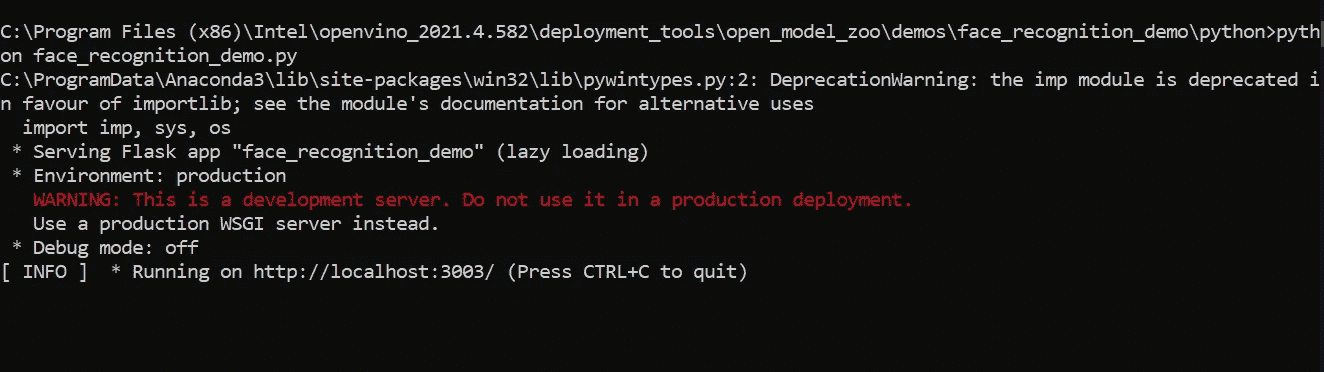 C:\Program Files (x86)\Intel\openvino_2021.4.582\deployment_tools\open_model_zoo\demos\face_recognition_demo\python>pyth
on face_recognition_demo.py
C:\ProgramData\Anaconda3\lib\site-packages\win32\lib\pywintypes.py:2: DeprecationWarning: the imp module is deprecated i
n favour of importlib; see the module's documentation for alternative uses
  import imp, sys, os
 * Serving Flask app "face_recognition_demo" (lazy loading)
 * Environment: production
   WARNING: This is a development server. Do not use it in a production deployment.
   Use a production WSGI server instead.
 * Debug mode: off
[ INFO ]  * Running on http://localhost:3003/ (Press CTRL+C to quit)